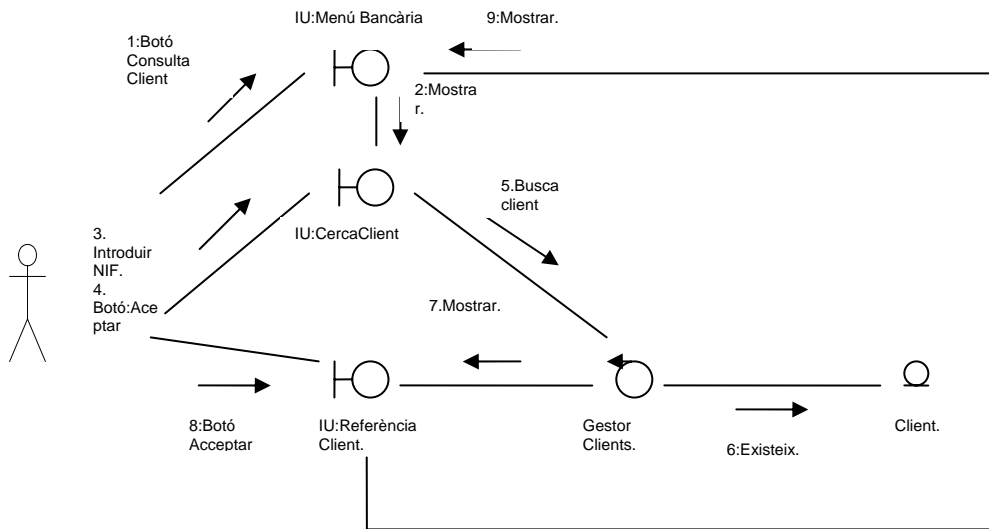 IU:Menú Bancària
9:Mostrar.
1:Botó
Consulta
Client
2:Mostra
r.
5.Busca
client
IU:CercaClient
3.
Introduir
NIF.
4.
Botó:Ace
ptar
7.Mostrar.
8:Botó
Acceptar
IU:Referència
Client.
Gestor
Clients.
6:Existeix.
Client.